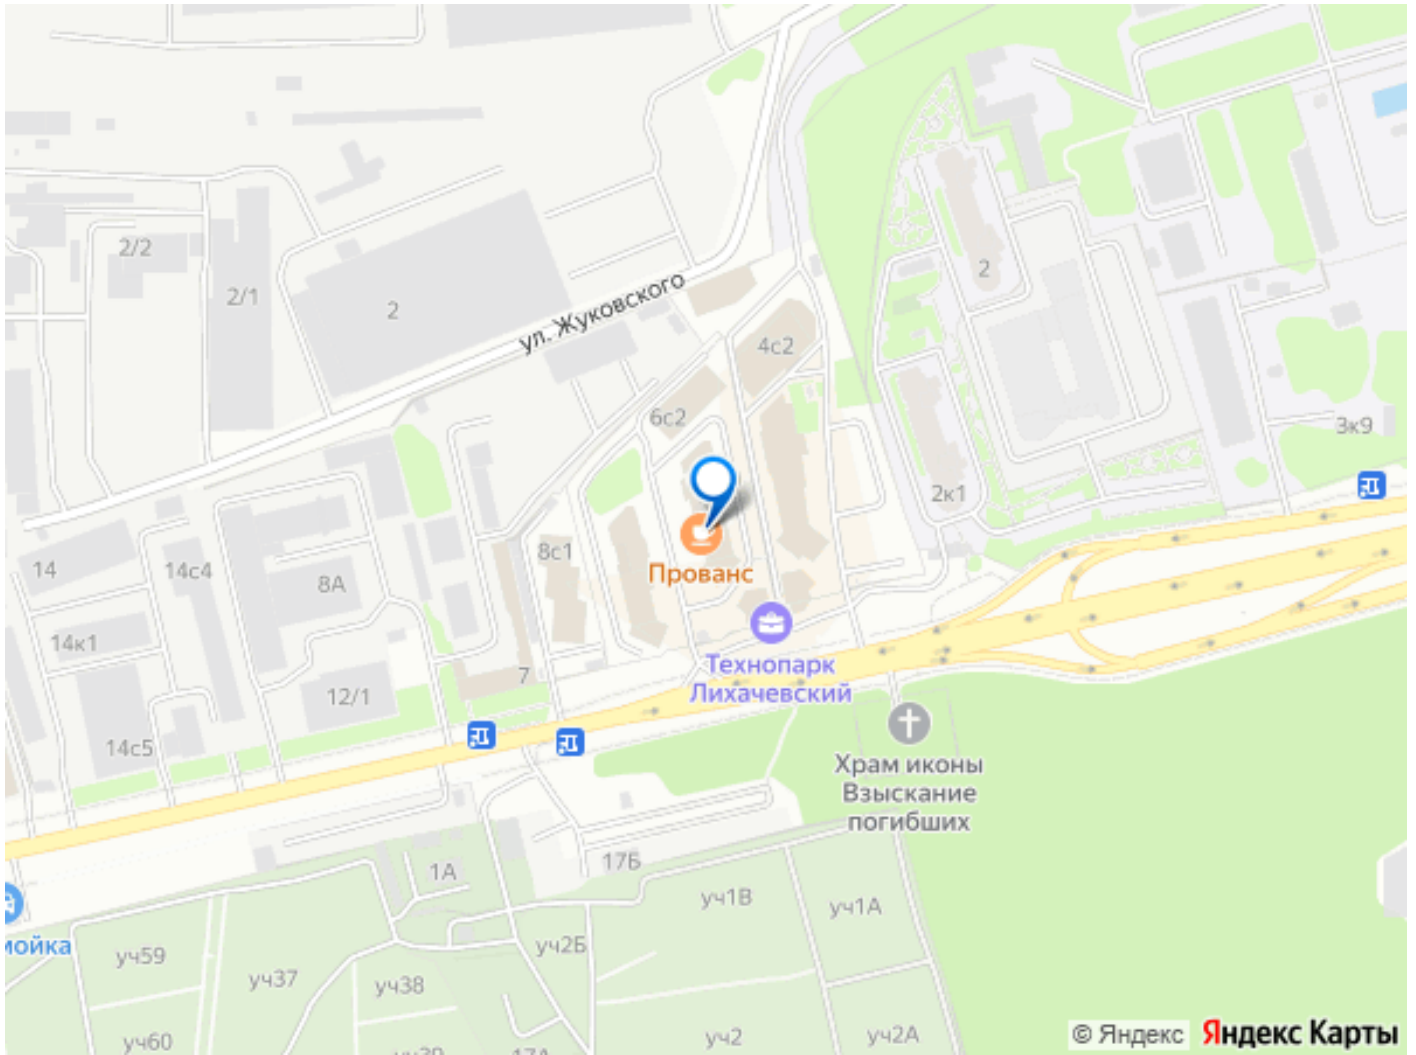 2/2
2/1
2
ул. Жуковского
2
4с2
6с2
3к9
2к1
8с1
14
14с4
8А
Прованс
14к1
Технопарк
Лихачевский
7
12/1
14с5
Храм иконы
Взыскание
погибших
17Б
1А
уч1В
уч1А
мойка
уч59
уч2Б
уч37
уч38
уч60
уч39
17А
уч2
уч2А
© Яндекс
Яндекс Карты